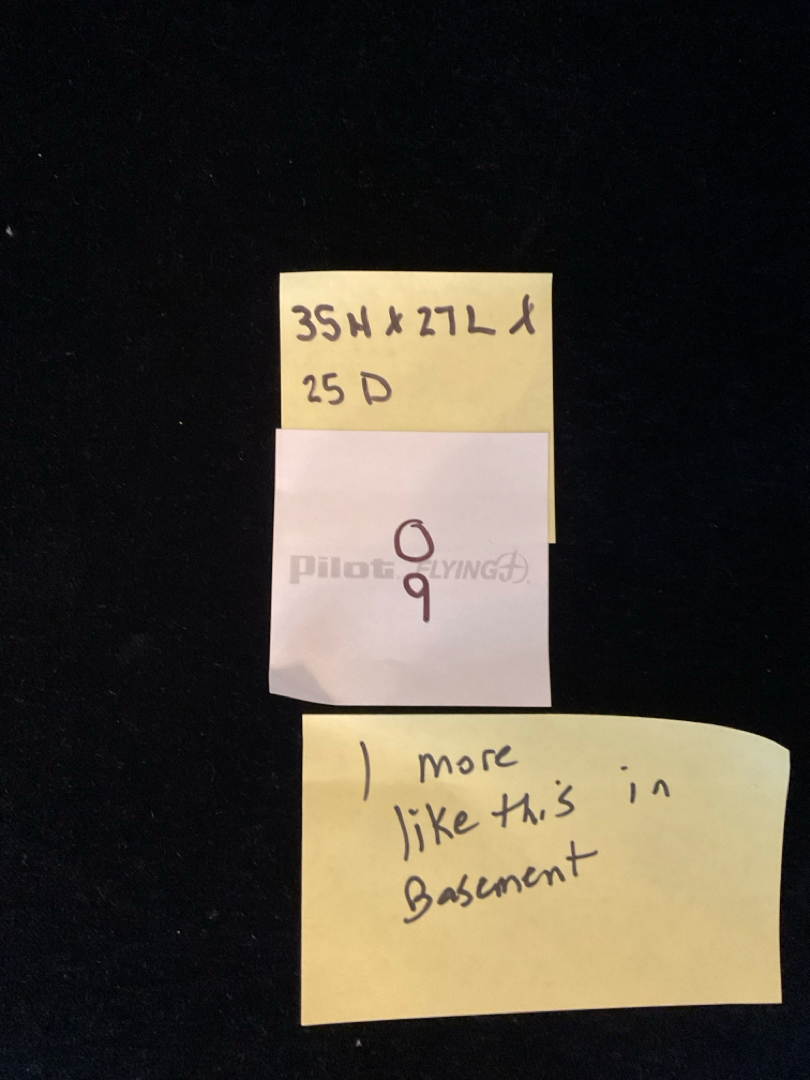 35H x 27L x
25 D
0
Pilot FLYING J
9
1 more
like this in
Basement